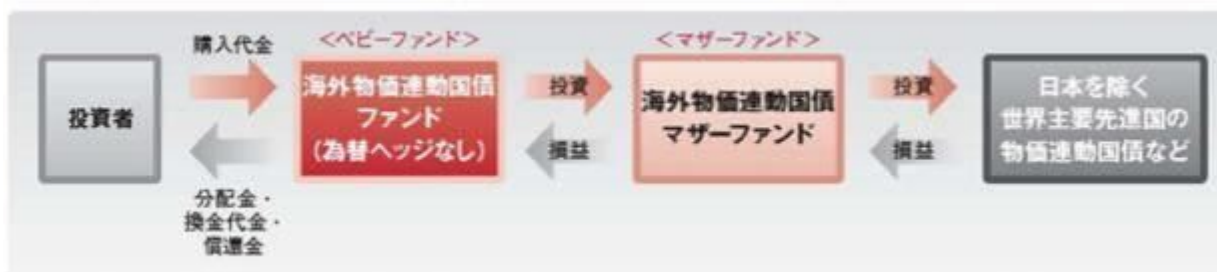 投資者
購入代金
分配金・
換金代金・
償還金
<ベビーファンド>
海外物価連動国債
ファンド
(為替ヘッジなし)
投資
損益
<マザーファンド>
海外物価連動国債
マザーファンド
投資
損益
日本を除く
世界主要先進国の
物価連動国債など